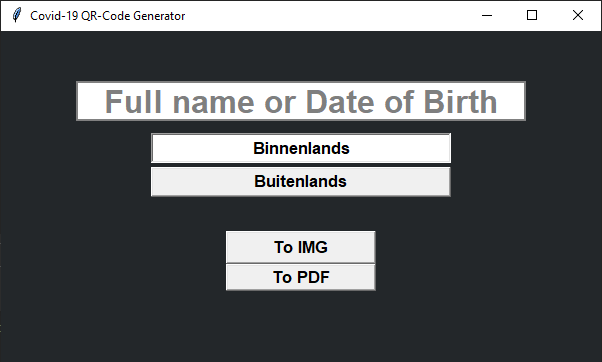 Covid-19 QR-Code Generator
Full name or Date of Birth
Binnenlands
Buitenlands
To IMG
To PDF